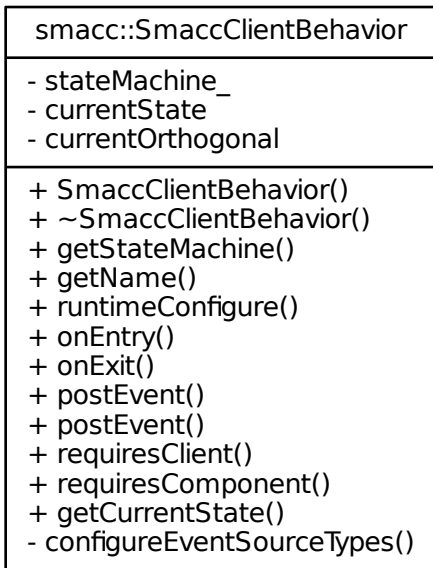 smacc::SmaccClientBehavior
- stateMachine_
- currentState
- currentOrthogonal
+ SmaccClientBehavior()
+ ~SmaccClientBehavior()
+ getStateMachine()
+ getName()
+ runtimeConfigure()
+ onEntry()
+ onExit()
+ postEvent()
+ postEvent()
+ requiresClient()
+ requiresComponent()
+ getCurrentState()
- configureEventSourceTypes()